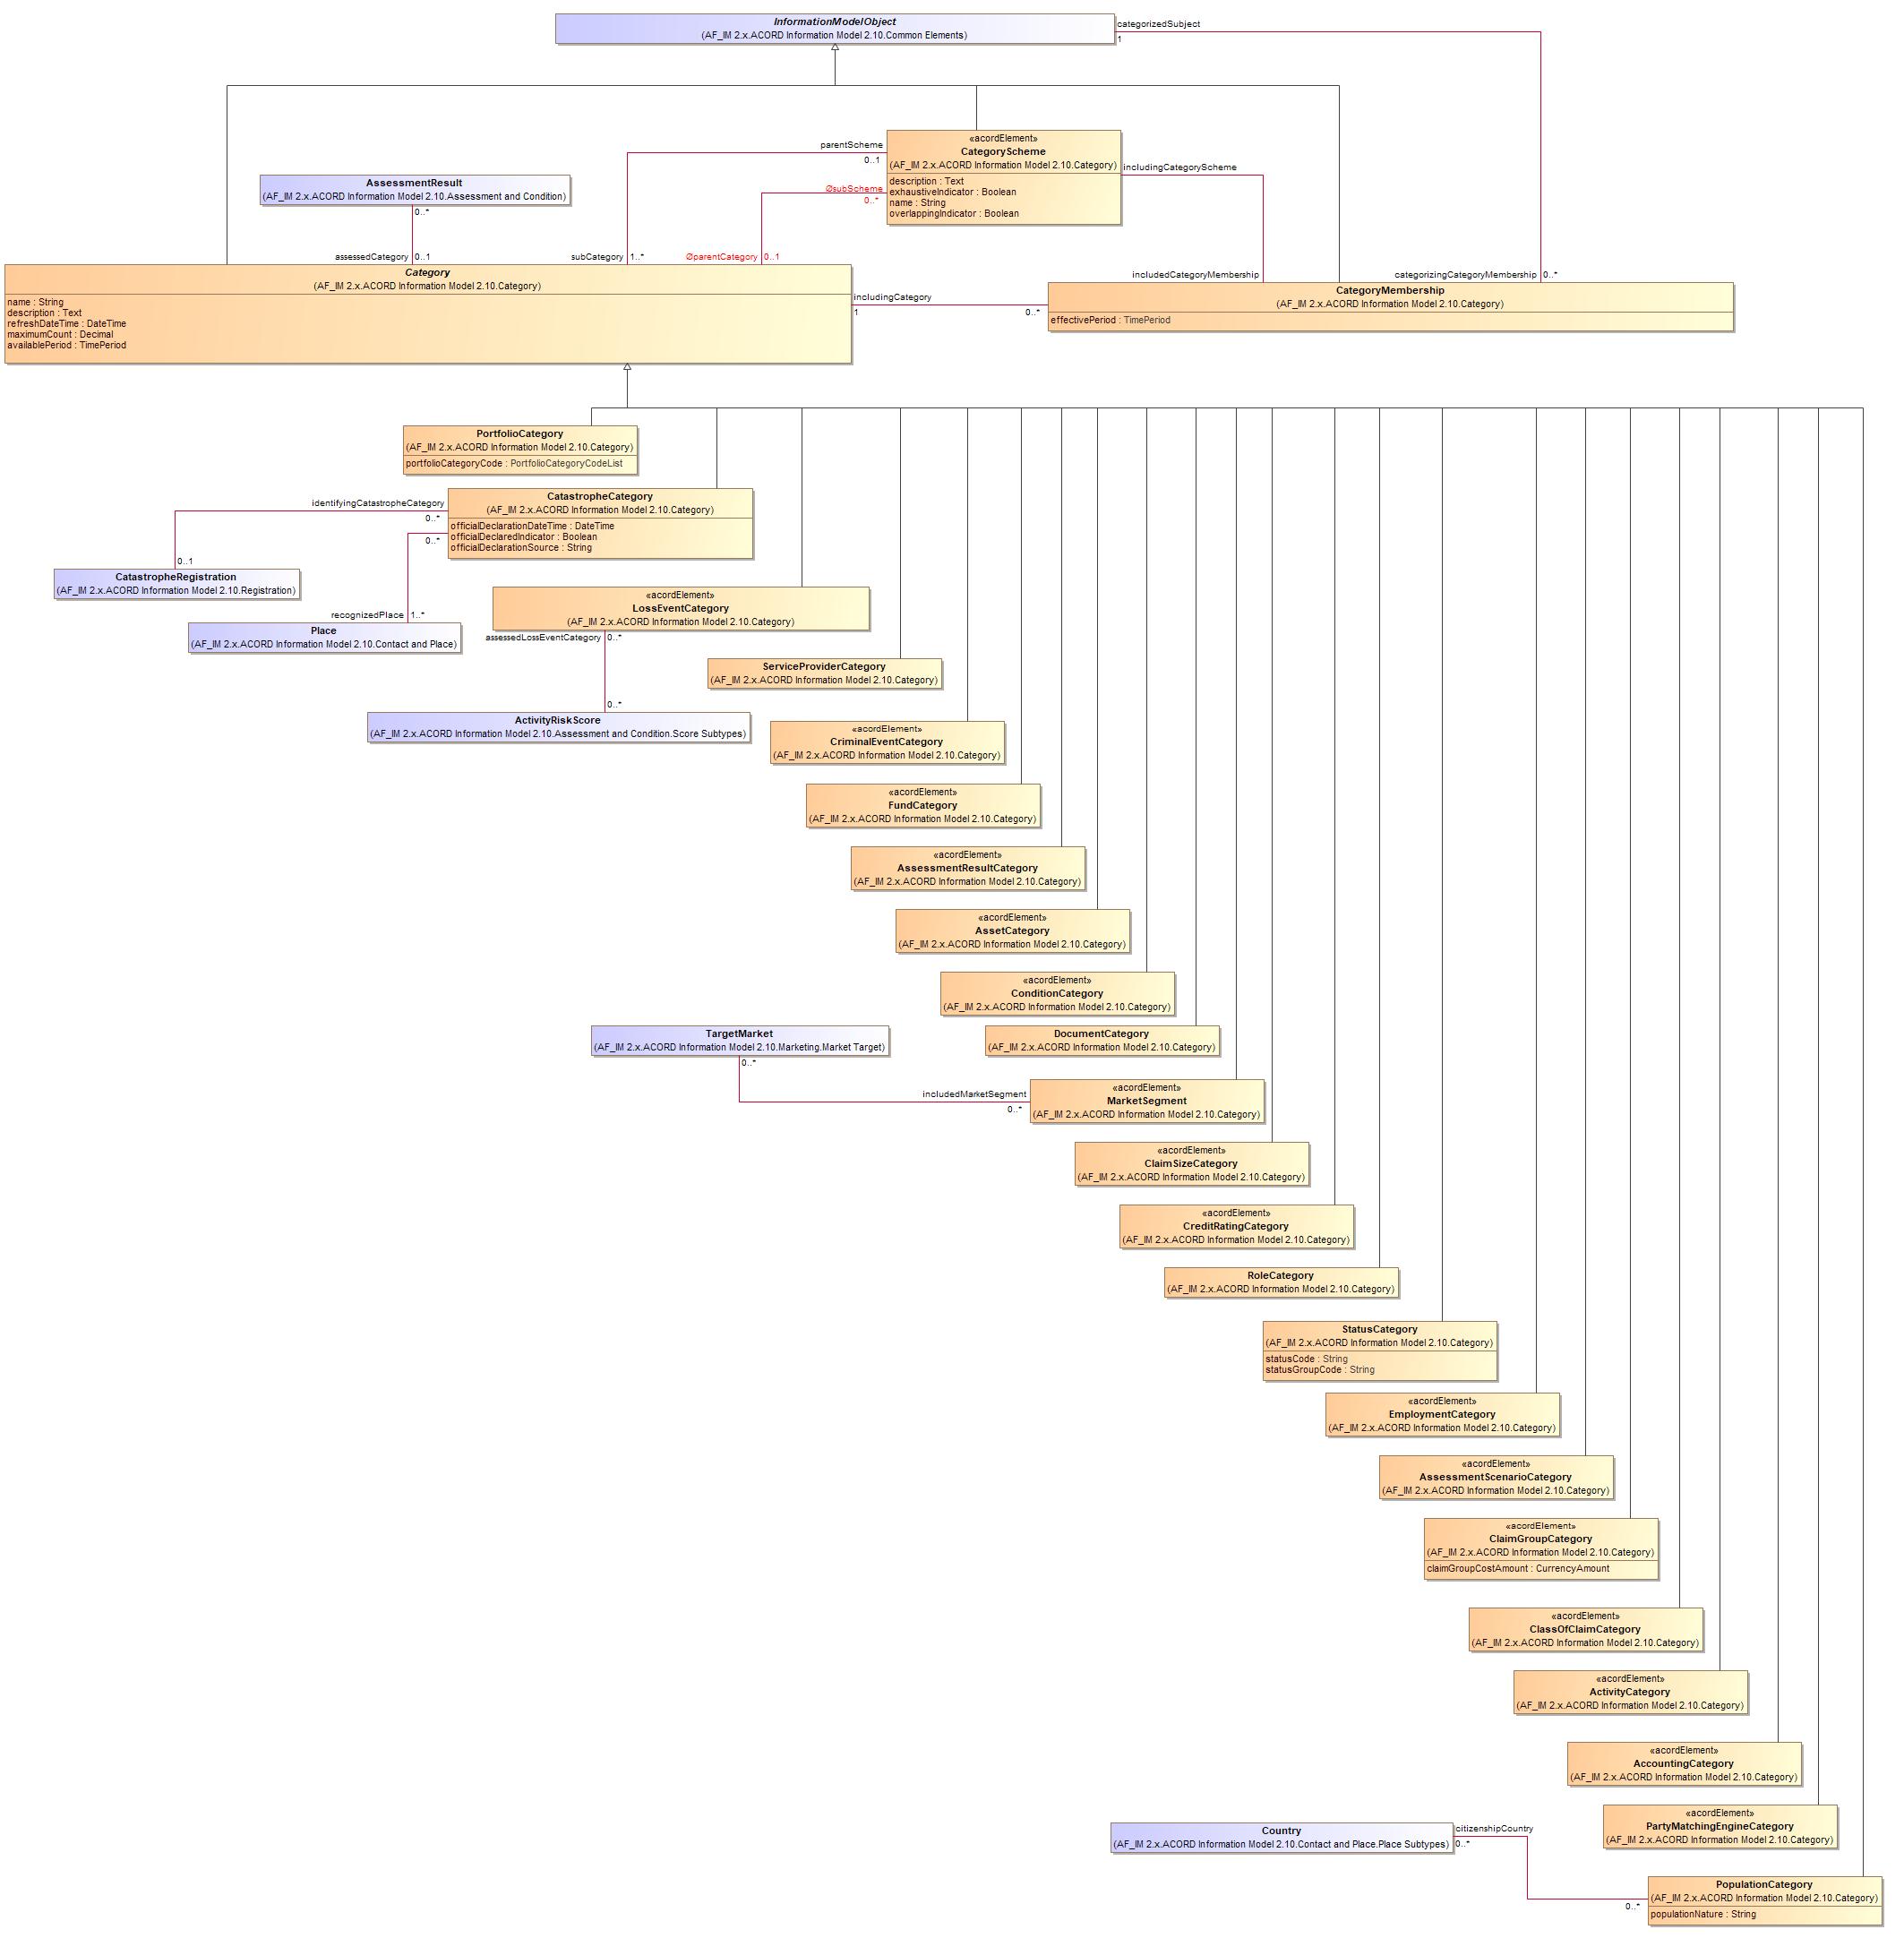 InformationModelObject
(AF_IM 2.x.ACORD Information Model 2.10.Common Elements)
categorizedSubject
1
«acordElement»
CategoryScheme
(AF_IM 2.x.ACORD Information Model 2.10.Category)
description : Text
exhaustiveIndicator : Boolean
name : String
overlappingIndicator : Boolean
parentScheme
0..1
∅subScheme
0..*
includingCategoryScheme
AssessmentResult
(AF_IM 2.x.ACORD Information Model 2.10.Assessment and Condition)
0..*
assessedCategory
0..1
subCategory
1..*
∅parentCategory
0..1
includedCategoryMembership
categorizingCategoryMembership
0..*
Category
(AF_IM 2.x.ACORD Information Model 2.10.Category)
name : String
description : Text
refreshDateTime : DateTime
maximumCount : Decimal
availablePeriod : TimePeriod
includingCategory
1
0..*
CategoryMembership
(AF_IM 2.x.ACORD Information Model 2.10.Category)
effectivePeriod : TimePeriod
PortfolioCategory
(AF_IM 2.x.ACORD Information Model 2.10.Category)
portfolioCategoryCode : PortfolioCategoryCodeList
CatastropheCategory
(AF_IM 2.x.ACORD Information Model 2.10.Category)
officialDeclarationDateTime : DateTime
officialDeclaredIndicator : Boolean
officialDeclarationSource : String
identifyingCatastropheCategory
0..*
0..*
0..1
CatastropheRegistration
(AF_IM 2.x.ACORD Information Model 2.10.Registration)
recognizedPlace
1..*
Place
(AF_IM 2.x.ACORD Information Model 2.10.Contact and Place)
«acordElement»
LossEventCategory
(AF_IM 2.x.ACORD Information Model 2.10.Category)
assessedLossEventCategory
0..*
0..*
ServiceProviderCategory
(AF_IM 2.x.ACORD Information Model 2.10.Category)
ActivityRiskScore
(AF_IM 2.x.ACORD Information Model 2.10.Assessment and Condition.Score Subtypes)
«acordElement»
CriminalEventCategory
(AF_IM 2.x.ACORD Information Model 2.10.Category)
«acordElement»
FundCategory
(AF_IM 2.x.ACORD Information Model 2.10.Category)
«acordElement»
AssessmentResultCategory
(AF_IM 2.x.ACORD Information Model 2.10.Category)
«acordElement»
AssetCategory
(AF_IM 2.x.ACORD Information Model 2.10.Category)
«acordElement»
ConditionCategory
(AF_IM 2.x.ACORD Information Model 2.10.Category)
TargetMarket
(AF_IM 2.x.ACORD Information Model 2.10.Marketing.Market Target)
0..*
DocumentCategory
(AF_IM 2.x.ACORD Information Model 2.10.Category)
includedMarketSegment
0..*
«acordElement»
MarketSegment
(AF_IM 2.x.ACORD Information Model 2.10.Category)
«acordElement»
ClaimSizeCategory
(AF_IM 2.x.ACORD Information Model 2.10.Category)
«acordElement»
CreditRatingCategory
(AF_IM 2.x.ACORD Information Model 2.10.Category)
RoleCategory
(AF_IM 2.x.ACORD Information Model 2.10.Category)
StatusCategory
(AF_IM 2.x.ACORD Information Model 2.10.Category)
statusCode : String
statusGroupCode : String
«acordElement»
EmploymentCategory
(AF_IM 2.x.ACORD Information Model 2.10.Category)
«acordElement»
AssessmentScenarioCategory
(AF_IM 2.x.ACORD Information Model 2.10.Category)
«acordElement»
ClaimGroupCategory
(AF_IM 2.x.ACORD Information Model 2.10.Category)
claimGroupCostAmount : CurrencyAmount
«acordElement»
ClassOfClaimCategory
(AF_IM 2.x.ACORD Information Model 2.10.Category)
«acordElement»
ActivityCategory
(AF_IM 2.x.ACORD Information Model 2.10.Category)
«acordElement»
AccountingCategory
(AF_IM 2.x.ACORD Information Model 2.10.Category)
«acordElement»
PartyMatchingEngineCategory
(AF_IM 2.x.ACORD Information Model 2.10.Category)
Country
(AF_IM 2.x.ACORD Information Model 2.10.Contact and Place.Place Subtypes)
citizenshipCountry
0..*
0..*
PopulationCategory
(AF_IM 2.x.ACORD Information Model 2.10.Category)
populationNature : String